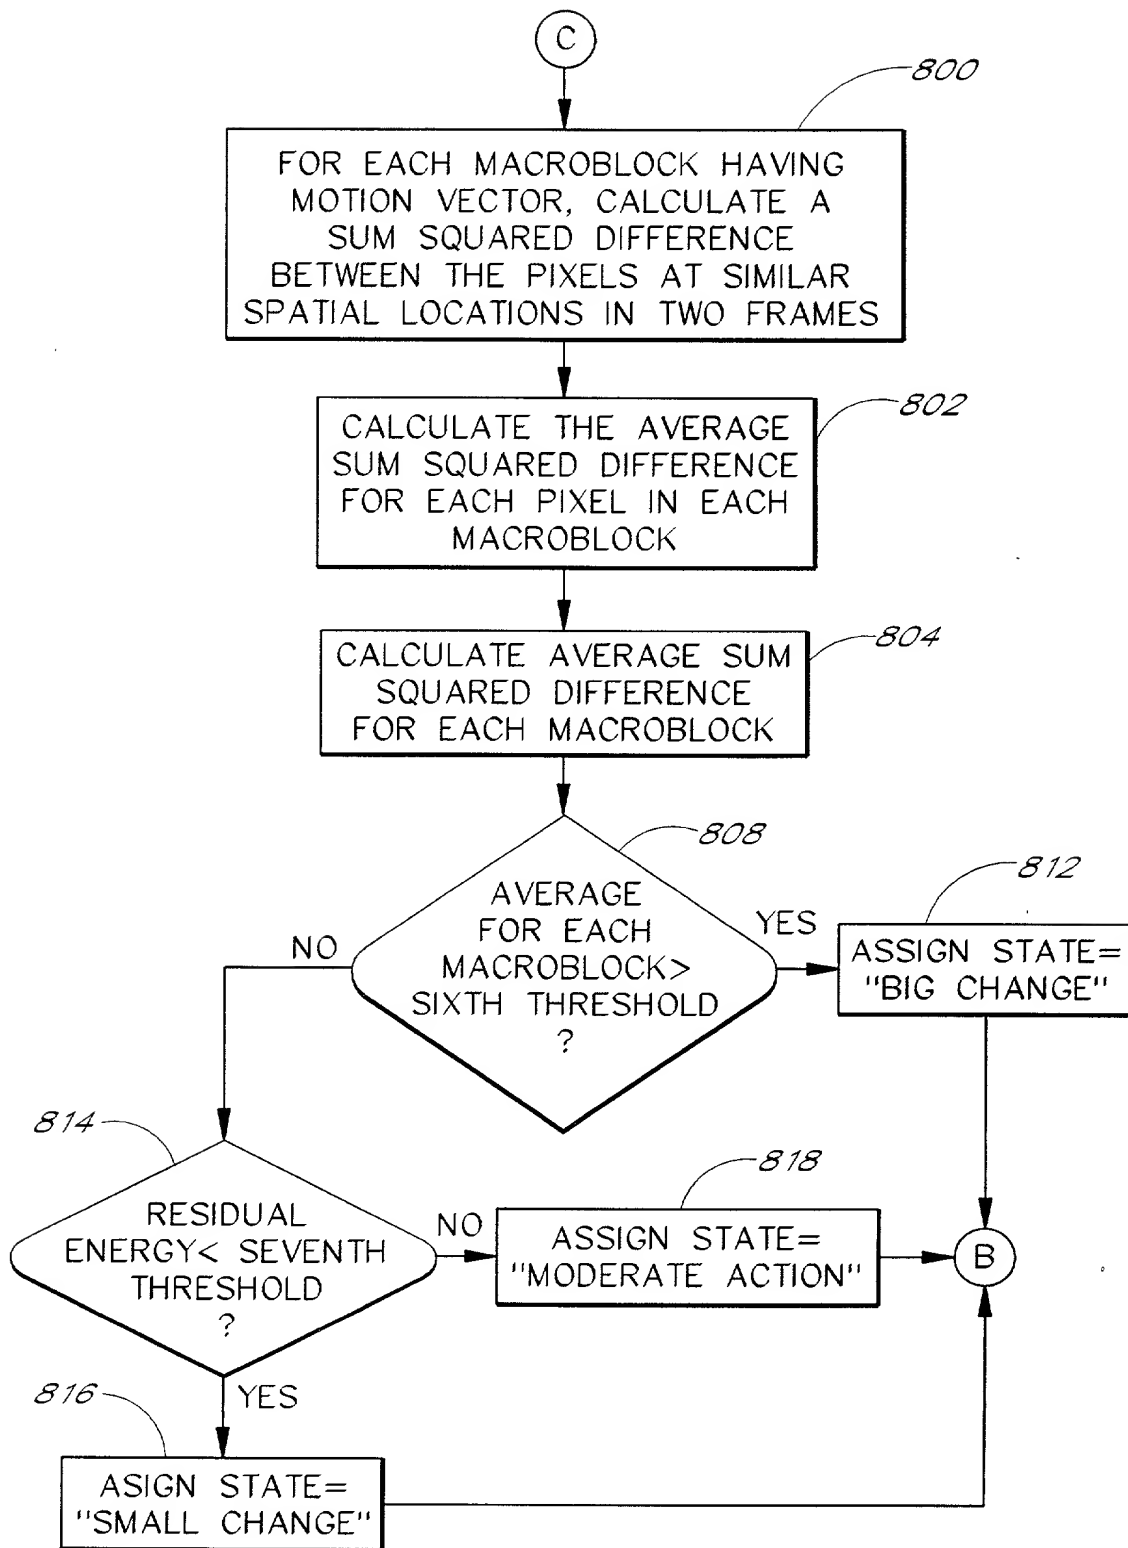 C
800
FOR EACH MACROBLOCK HAVING
MOTION VECTOR, CALCULATE A
SUM SQUARED DIFFERENCE
BETWEEN THE PIXELS AT SIMILAR
SPATIAL LOCATIONS IN TWO FRAMES
802
CALCULATE THE AVERAGE
SUM SQUARED DIFFERENCE
FOR EACH PIXEL IN EACH
MACROBLOCK
804
CALCULATE AVERAGE SUM
SQUARED DIFFERENCE
FOR EACH MACROBLOCK
808
AVERAGE
FOR EACH
MACROBLOCK>
SIXTH THRESHOLD
?
NO
YES
812
ASSIGN STATE=
"BIG CHANGE"
814
RESIDUAL
ENERGY< SEVENTH
THRESHOLD
?
NO
818
ASSIGN STATE=
"MODERATE ACTION"
B
816
YES
ASIGN STATE=
"SMALL CHANGE"